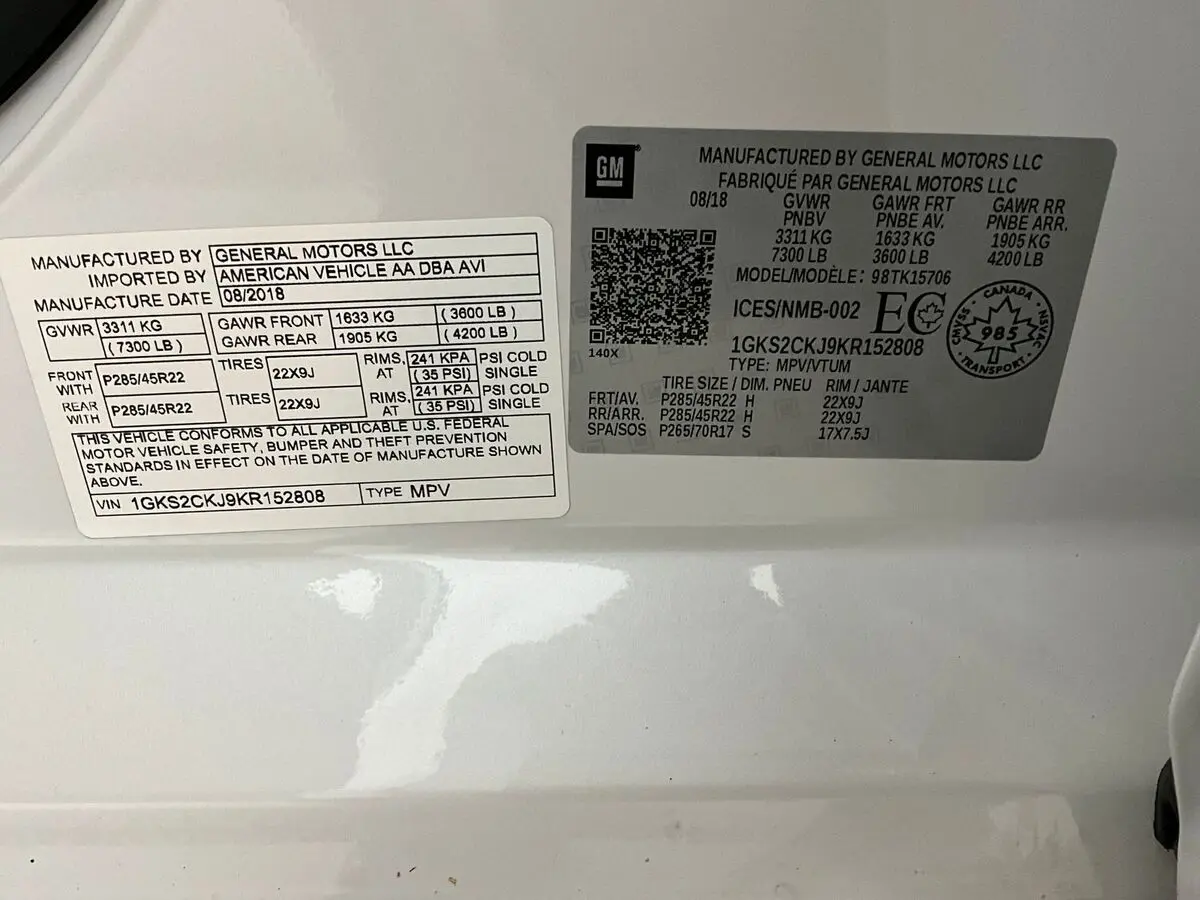 MANUFACTURED BY GENERAL MOTORS LLC
IMPORTED BY AMERICAN VEHICLE AA DBA AVI
MANUFACTURE DATE 08/2018
GVWR 3311 KG ( 7300 LB )
GAWR FRONT 1633 KG ( 3600 LB )
GAWR REAR 1905 KG ( 4200 LB )
FRONT WITH P285/45R22 TIRES 22X9J RIMS, AT 241 KPA ( 35 PSI) PSI COLD SINGLE
REAR WITH P285/45R22 TIRES 22X9J RIMS, AT 241 KPA ( 35 PSI) PSI COLD SINGLE
THIS VEHICLE CONFORMS TO ALL APPLICABLE U.S. FEDERAL
MOTOR VEHICLE SAFETY, BUMPER AND THEFT PREVENTION
STANDARDS IN EFFECT ON THE DATE OF MANUFACTURE SHOWN
ABOVE.
VIN 1GKS2CKJ9KR152808 TYPE MPV
GM®
MANUFACTURED BY GENERAL MOTORS LLC
FABRIQUÉ PAR GENERAL MOTORS LLC
08/18 GVWR GAWR FRT GAWR RR
PNBV PNBE AV. PNBE ARR.
3311 KG 1633 KG 1905 KG
7300 LB 3600 LB 4200 LB
MODEL/MODÈLE: 98TK15706
ICES/NMB-002 EC
CANADA
CMVSS 985 NSVAC
TRANSPORT
140X
1GKS2CKJ9KR152808
TYPE: MPV/VTUM
TIRE SIZE / DIM. PNEU RIM / JANTE
FRT/AV. P285/45R22 H 22X9J
RR/ARR. P285/45R22 H 22X9J
SPA/SOS P265/70R17 S 17X7.5J